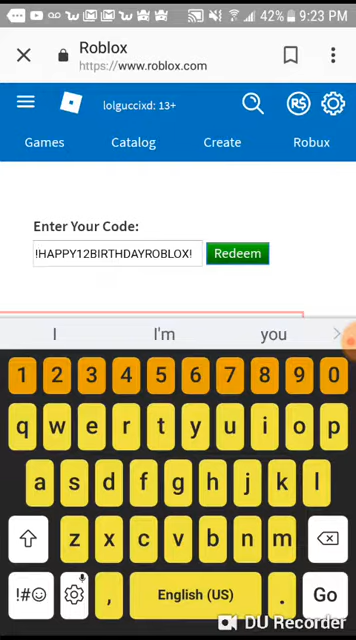 42% 9:23 PM
Roblox
https://www.roblox.com
lolguccixd: 13+
Games Catalog Create Robux
Enter Your Code:
!HAPPY12BIRTHDAYROBLOX! Redeem
I I'm you
1 2 3 4 5 6 7 8 9 0
q w e r t y u i o p
a s d f g h j k l
z x c v b n m
!#☺ , English (US) . Go
DU Recorder